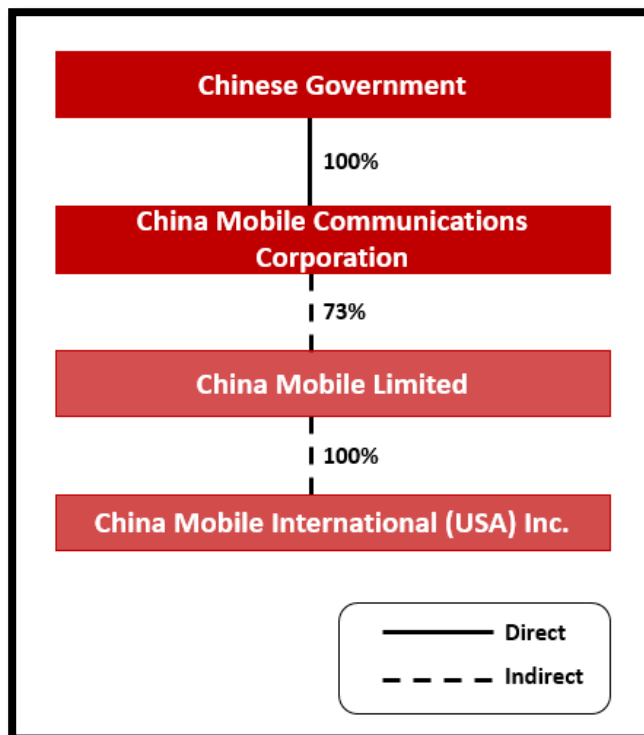 Chinese Government
100%
China Mobile Communications
Corporation
73%
China Mobile Limited
100%
China Mobile International (USA) Inc.
Direct
Indirect